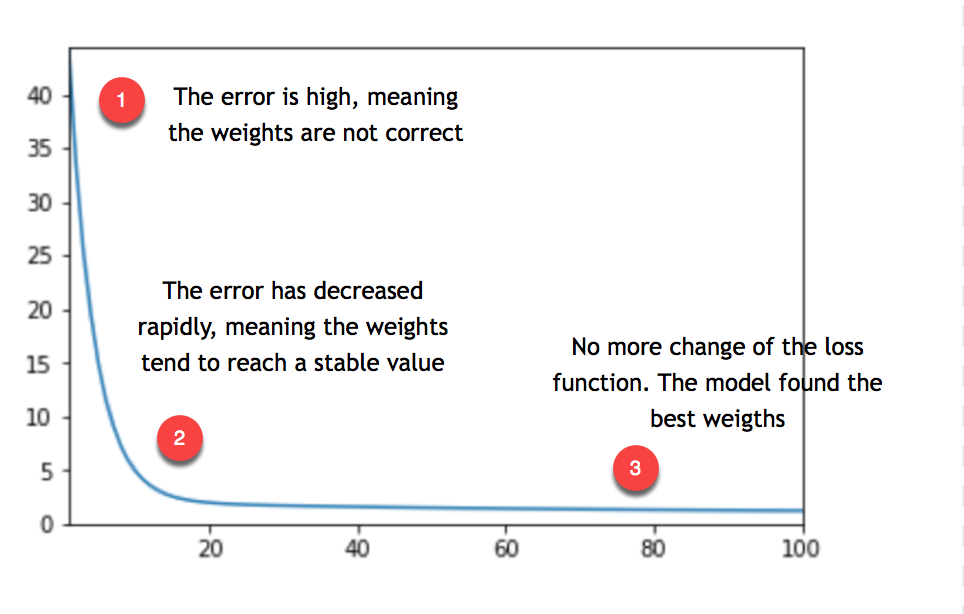 40
1
The error is high, meaning
the weights are not correct
35
30
25
The error has decreased
20
rapidly, meaning the weights
15
tend to reach a stable value
No more change of the loss
function. The model found the
best weigths
10
2
5
3
0
20 40 60 80 100